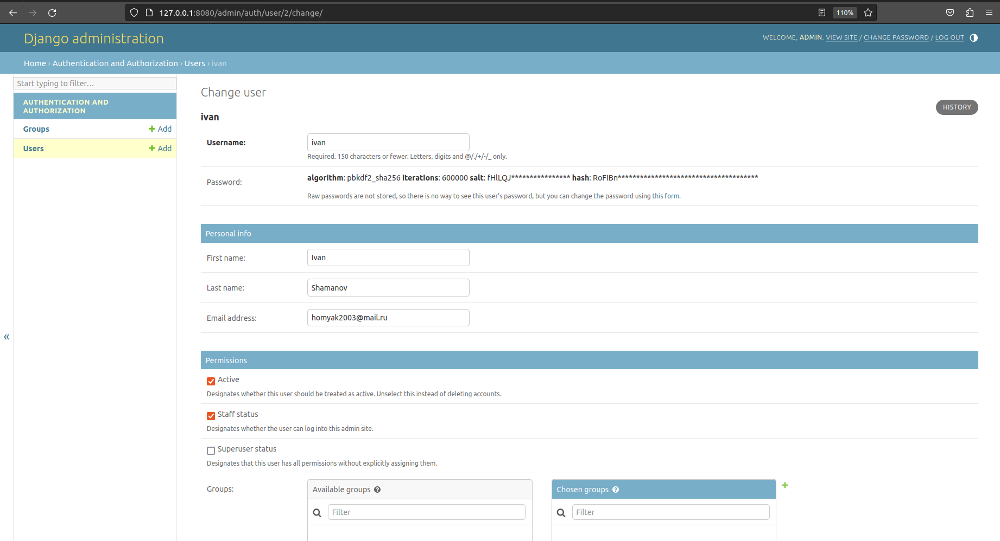 127.0.0.1:8080/admin/auth/user/2/change/
110%
Django administration
WELCOME, ADMIN. VIEW SITE / CHANGE PASSWORD / LOG OUT
Home › Authentication and Authorization › Users › ivan
Start typing to filter…
AUTHENTICATION AND
AUTHORIZATION
Groups
Add
Users
Add
«
Change user
HISTORY
ivan
Username:
ivan
Required. 150 characters or fewer. Letters, digits and @/./+/-/_ only.
Password:
algorithm: pbkdf2_sha256 iterations: 600000 salt: fHlLQJ**************** hash: RoFIBn**************************************
Raw passwords are not stored, so there is no way to see this user’s password, but you can change the password using this form.
Personal info
First name:
Ivan
Last name:
Shamanov
Email address:
homyak2003@mail.ru
Permissions
Active
Designates whether this user should be treated as active. Unselect this instead of deleting accounts.
Staff status
Designates whether the user can log into this admin site.
Superuser status
Designates that this user has all permissions without explicitly assigning them.
Groups:
Available groups ?
Filter
Chosen groups ?
Filter